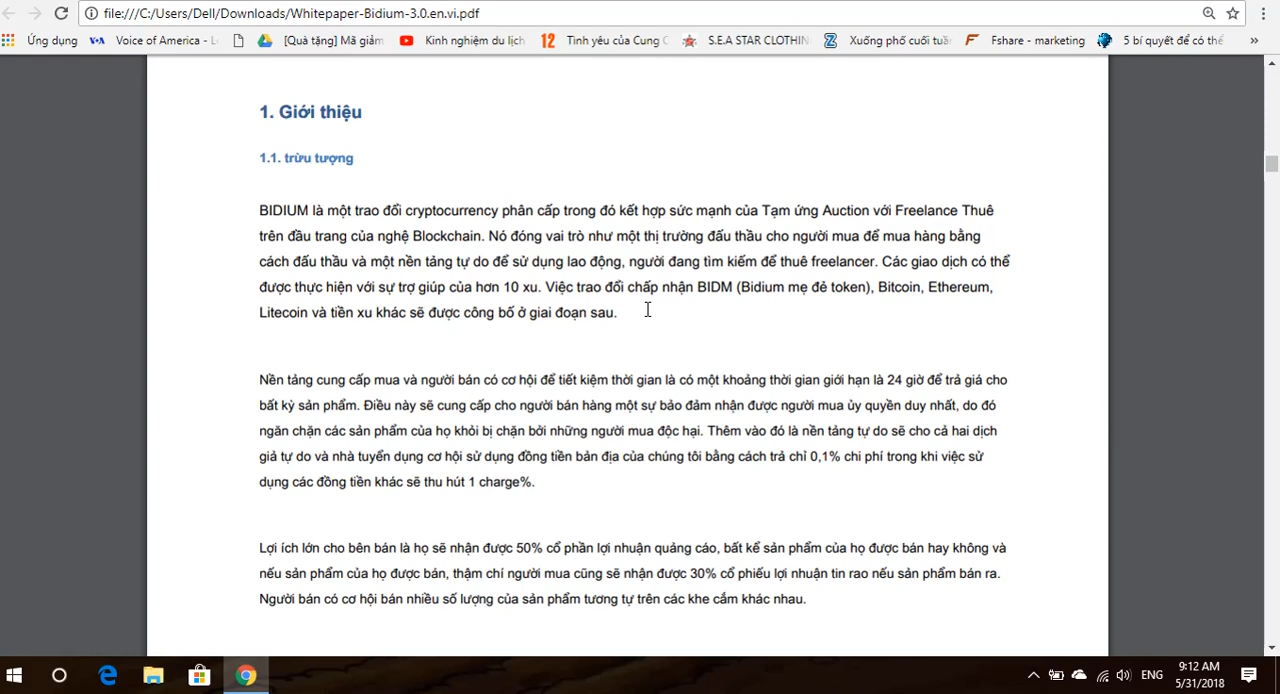 file:///C:/Users/Dell/Downloads/Whitepaper-Bidium-3.0.en.vi.pdf
Ứng dụng Voice of America - L [Quà tặng] Mã giảm Kinh nghiệm du lịch 12 Tình yêu của Cung S.E.A STAR CLOTHIN Xuống phố cuối tuần Fshare - marketing 5 bí quyết để có thể »
1. Giới thiệu
1.1. trừu tượng
BIDIUM là một trao đổi cryptocurrency phân cấp trong đó kết hợp sức mạnh của Tạm ứng Auction với Freelance Thuê
trên đầu trang của nghệ Blockchain. Nó đóng vai trò như một thị trường đấu thầu cho người mua để mua hàng bằng
cách đấu thầu và một nền tảng tự do để sử dụng lao động, người đang tìm kiếm để thuê freelancer. Các giao dịch có thể
được thực hiện với sự trợ giúp của hơn 10 xu. Việc trao đổi chấp nhận BIDM (Bidium mẹ đẻ token), Bitcoin, Ethereum,
Litecoin và tiền xu khác sẽ được công bố ở giai đoạn sau.
Nền tảng cung cấp mua và người bán có cơ hội để tiết kiệm thời gian là có một khoảng thời gian giới hạn là 24 giờ để trả giá cho
bất kỳ sản phẩm. Điều này sẽ cung cấp cho người bán hàng một sự bảo đảm nhận được người mua ủy quyền duy nhất, do đó
ngăn chặn các sản phẩm của họ khỏi bị chặn bởi những người mua độc hại. Thêm vào đó là nền tảng tự do sẽ cho cả hai dịch
giả tự do và nhà tuyển dụng cơ hội sử dụng đồng tiền bản địa của chúng tôi bằng cách trả chỉ 0,1% chi phí trong khi việc sử
dụng các đồng tiền khác sẽ thu hút 1 charge%.
Lợi ích lớn cho bên bán là họ sẽ nhận được 50% cổ phần lợi nhuận quảng cáo, bất kể sản phẩm của họ được bán hay không và
nếu sản phẩm của họ được bán, thậm chí người mua cũng sẽ nhận được 30% cổ phiếu lợi nhuận tin rao nếu sản phẩm bán ra.
Người bán có cơ hội bán nhiều số lượng của sản phẩm tương tự trên các khe cắm khác nhau.
ENG 9:12 AM
5/31/2018